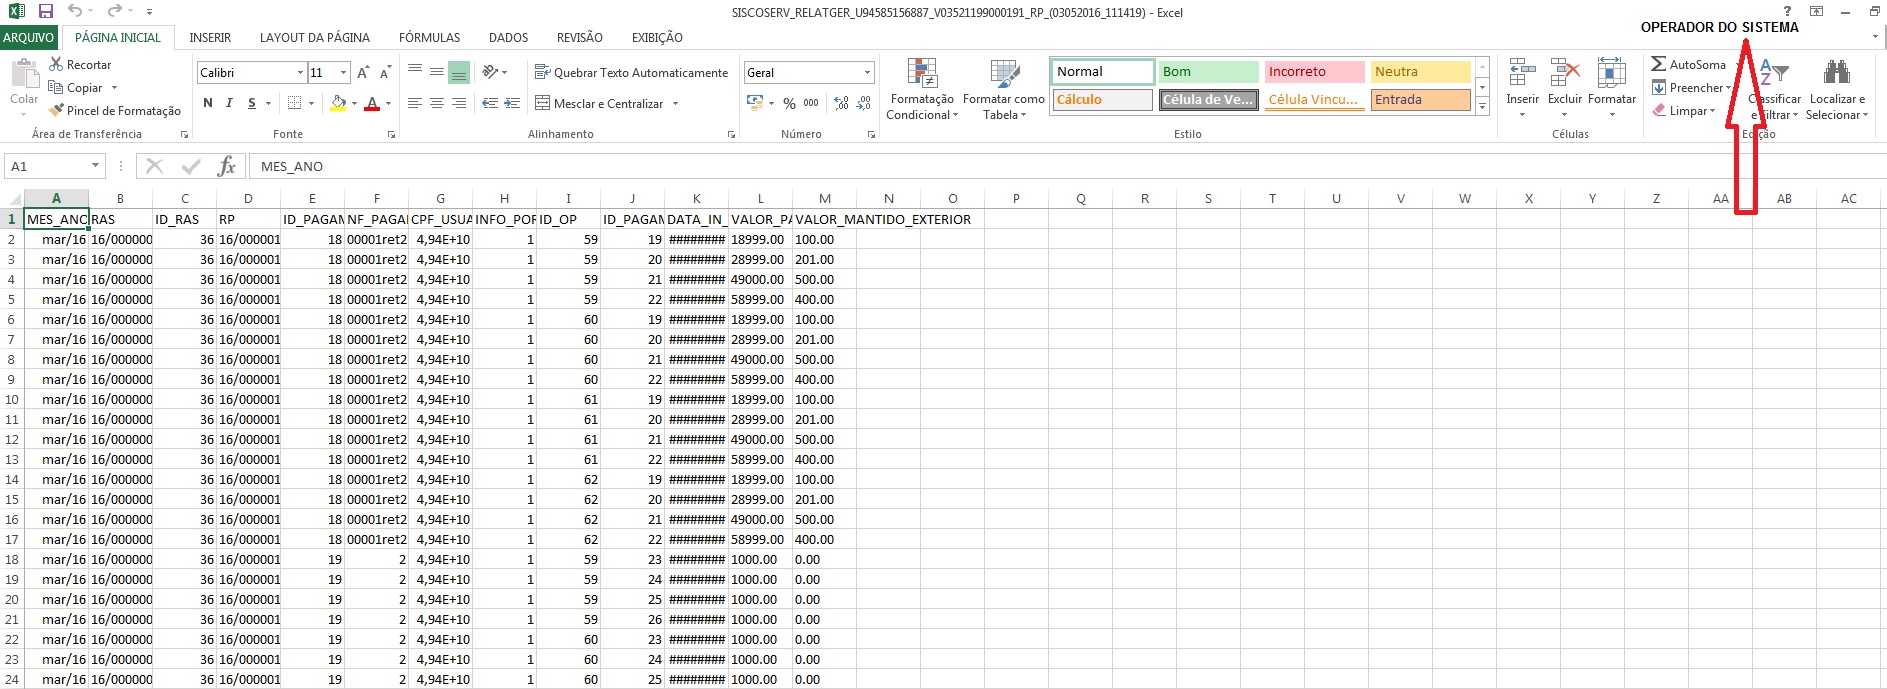 SISCOSERV_RELATGER_U94585156887_V03521199000191_RP_(03052016_111419) - Excel
?
ARQUIVO PÁGINA INICIAL INSERIR LAYOUT DA PÁGINA FÓRMULAS DADOS REVISÃO EXIBIÇÃO OPERADOR DO SISTEMA
Colar
Recortar
Copiar
Pincel de Formatação
Área de Transferência
Calibri 11 A A
N I S A
Fonte
Quebrar Texto Automaticamente
Mesclar e Centralizar
Alinhamento
Geral
% 000 ,00
Número
Formatação Condicional
Formatar como Tabela
Normal Bom Incorreto Neutra
Cálculo Célula de Ve... Célula Vincu... Entrada
Estilo
Inserir Excluir Formatar
Células
AutoSoma
Preencher
Limpar
Classificar e Filtrar
Localizar e Selecionar
Edição
A1 fx MES_ANO
A B C D E F G H I J K L M N O P Q R S T U V W X Y Z AA AB AC
1 MES_ANO RAS ID_RAS RP ID_PAGAM NF_PAGAI CPF_USUA INFO_POF ID_OP ID_PAGAM DATA_IN_ VALOR_PA VALOR_MANTIDO_EXTERIOR
2 mar/16 16/000000 36 16/000001 18 00001ret2 4,94E+10 1 59 19 ######## 18999.00 100.00
3 mar/16 16/000000 36 16/000001 18 00001ret2 4,94E+10 1 59 20 ######## 28999.00 201.00
4 mar/16 16/000000 36 16/000001 18 00001ret2 4,94E+10 1 59 21 ######## 49000.00 500.00
5 mar/16 16/000000 36 16/000001 18 00001ret2 4,94E+10 1 59 22 ######## 58999.00 400.00
6 mar/16 16/000000 36 16/000001 18 00001ret2 4,94E+10 1 60 19 ######## 18999.00 100.00
7 mar/16 16/000000 36 16/000001 18 00001ret2 4,94E+10 1 60 20 ######## 28999.00 201.00
8 mar/16 16/000000 36 16/000001 18 00001ret2 4,94E+10 1 60 21 ######## 49000.00 500.00
9 mar/16 16/000000 36 16/000001 18 00001ret2 4,94E+10 1 60 22 ######## 58999.00 400.00
10 mar/16 16/000000 36 16/000001 18 00001ret2 4,94E+10 1 61 19 ######## 18999.00 100.00
11 mar/16 16/000000 36 16/000001 18 00001ret2 4,94E+10 1 61 20 ######## 28999.00 201.00
12 mar/16 16/000000 36 16/000001 18 00001ret2 4,94E+10 1 61 21 ######## 49000.00 500.00
13 mar/16 16/000000 36 16/000001 18 00001ret2 4,94E+10 1 61 22 ######## 58999.00 400.00
14 mar/16 16/000000 36 16/000001 18 00001ret2 4,94E+10 1 62 19 ######## 18999.00 100.00
15 mar/16 16/000000 36 16/000001 18 00001ret2 4,94E+10 1 62 20 ######## 28999.00 201.00
16 mar/16 16/000000 36 16/000001 18 00001ret2 4,94E+10 1 62 21 ######## 49000.00 500.00
17 mar/16 16/000000 36 16/000001 18 00001ret2 4,94E+10 1 62 22 ######## 58999.00 400.00
18 mar/16 16/000000 36 16/000001 19 2 4,94E+10 1 59 23 ######## 1000.00 0.00
19 mar/16 16/000000 36 16/000001 19 2 4,94E+10 1 59 24 ######## 1000.00 0.00
20 mar/16 16/000000 36 16/000001 19 2 4,94E+10 1 59 25 ######## 1000.00 0.00
21 mar/16 16/000000 36 16/000001 19 2 4,94E+10 1 59 26 ######## 1000.00 0.00
22 mar/16 16/000000 36 16/000001 19 2 4,94E+10 1 60 23 ######## 1000.00 0.00
23 mar/16 16/000000 36 16/000001 19 2 4,94E+10 1 60 24 ######## 1000.00 0.00
24 mar/16 16/000000 36 16/000001 19 2 4,94E+10 1 60 25 ######## 1000.00 0.00